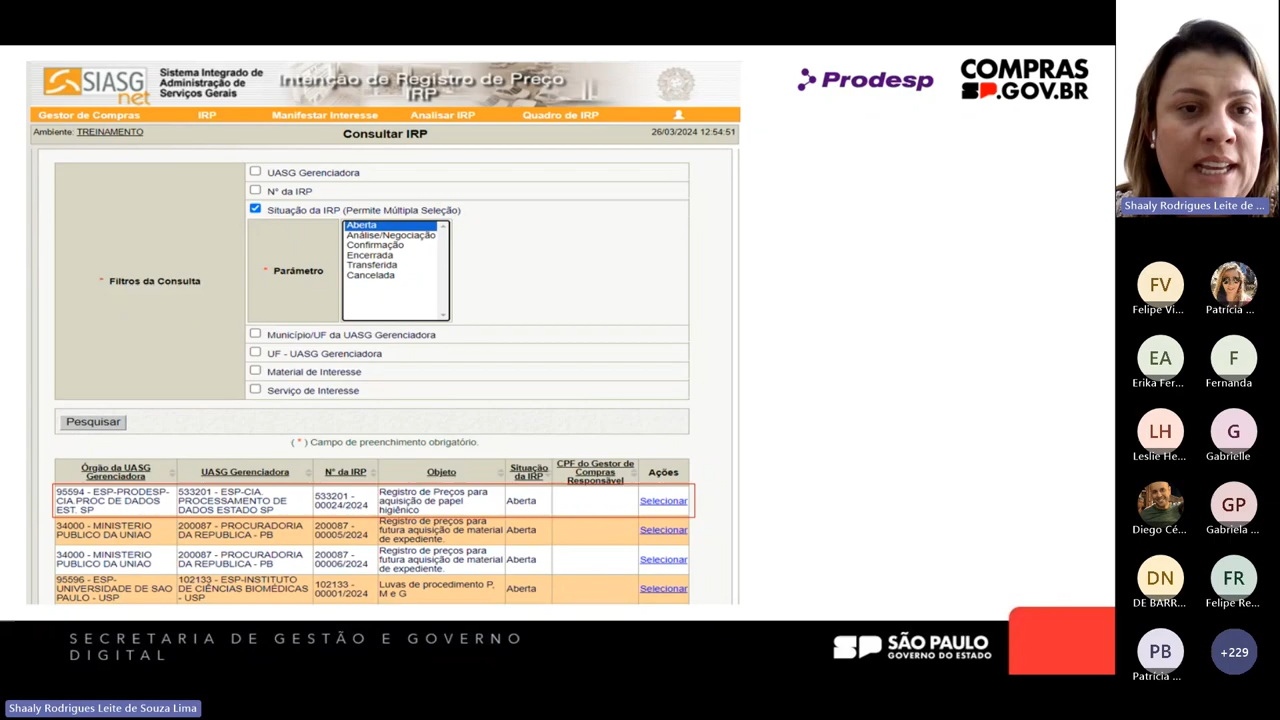 SIASG
net
Sistema Integrado de
Administração de
Serviços Gerais
Intenção de Registro de Preço
IRP
Gestor de Compras IRP Manifestar Interesse Analisar IRP Quadro de IRP
Ambiente: TREINAMENTO Consultar IRP 26/03/2024 12:54:51
* Filtros da Consulta
UASG Gerenciadora
N° da IRP
Situação da IRP (Permite Múltipla Seleção)
* Parámetro
Aberta
Análise/Negociação
Confirmação
Encerrada
Transferida
Cancelada
Município/UF da UASG Gerenciadora
UF - UASG Gerenciadora
Material de Interesse
Serviço de Interesse
Pesquisar
( * ) Campo de preenchimento obrigatório.
Órgão da UASG
Gerenciadora
UASG Gerenciadora
N° da IRP
Objeto
Situação
da IRP
CPF do Gestor de
Compras
Responsável
Ações
95594 - ESP-PRODESP-
CIA PROC DE DADOS
EST. SP
533201 - ESP-CIA.
PROCESSAMENTO DE
DADOS ESTADO SP
533201 -
00024/2024
Registro de Preços para
aquisição de papel
higiênico
Aberta
Selecionar
34000 - MINISTERIO
PUBLICO DA UNIAO
200087 - PROCURADORIA
DA REPUBLICA - PB
200087 -
00005/2024
Registro de preços para
futura aquisição de material
de expediente.
Aberta
Selecionar
34000 - MINISTERIO
PUBLICO DA UNIAO
200087 - PROCURADORIA
DA REPUBLICA - PB
200087 -
00006/2024
Registro de preços para
futura aquisição de material
de expediente.
Aberta
Selecionar
95596 - ESP-
UNIVERSIDADE DE SAO
PAULO - USP
102133 - ESP-INSTITUTO
DE CIÊNCIAS BIOMÉDICAS
- USP
102133 -
00001/2024
Luvas de procedimento P,
M e G
Aberta
Selecionar
Prodesp
COMPRAS
SP.GOV.BR
SECRETARIA DE GESTÃO E GOVERNO
DIGITAL
SP SÃO PAULO
GOVERNO DO ESTADO
Shaaly Rodrigues Leite de ...
FV
Felipe Vi...
Patrícia ...
EA
Erika Fer...
F
Fernanda
LH
Leslie He...
G
Gabrielle
Diego Cé...
GP
Gabriela ...
DN
DE BARR...
FR
Felipe Re...
PB
Patrícia ...
+229
Shaaly Rodrigues Leite de Souza Lima